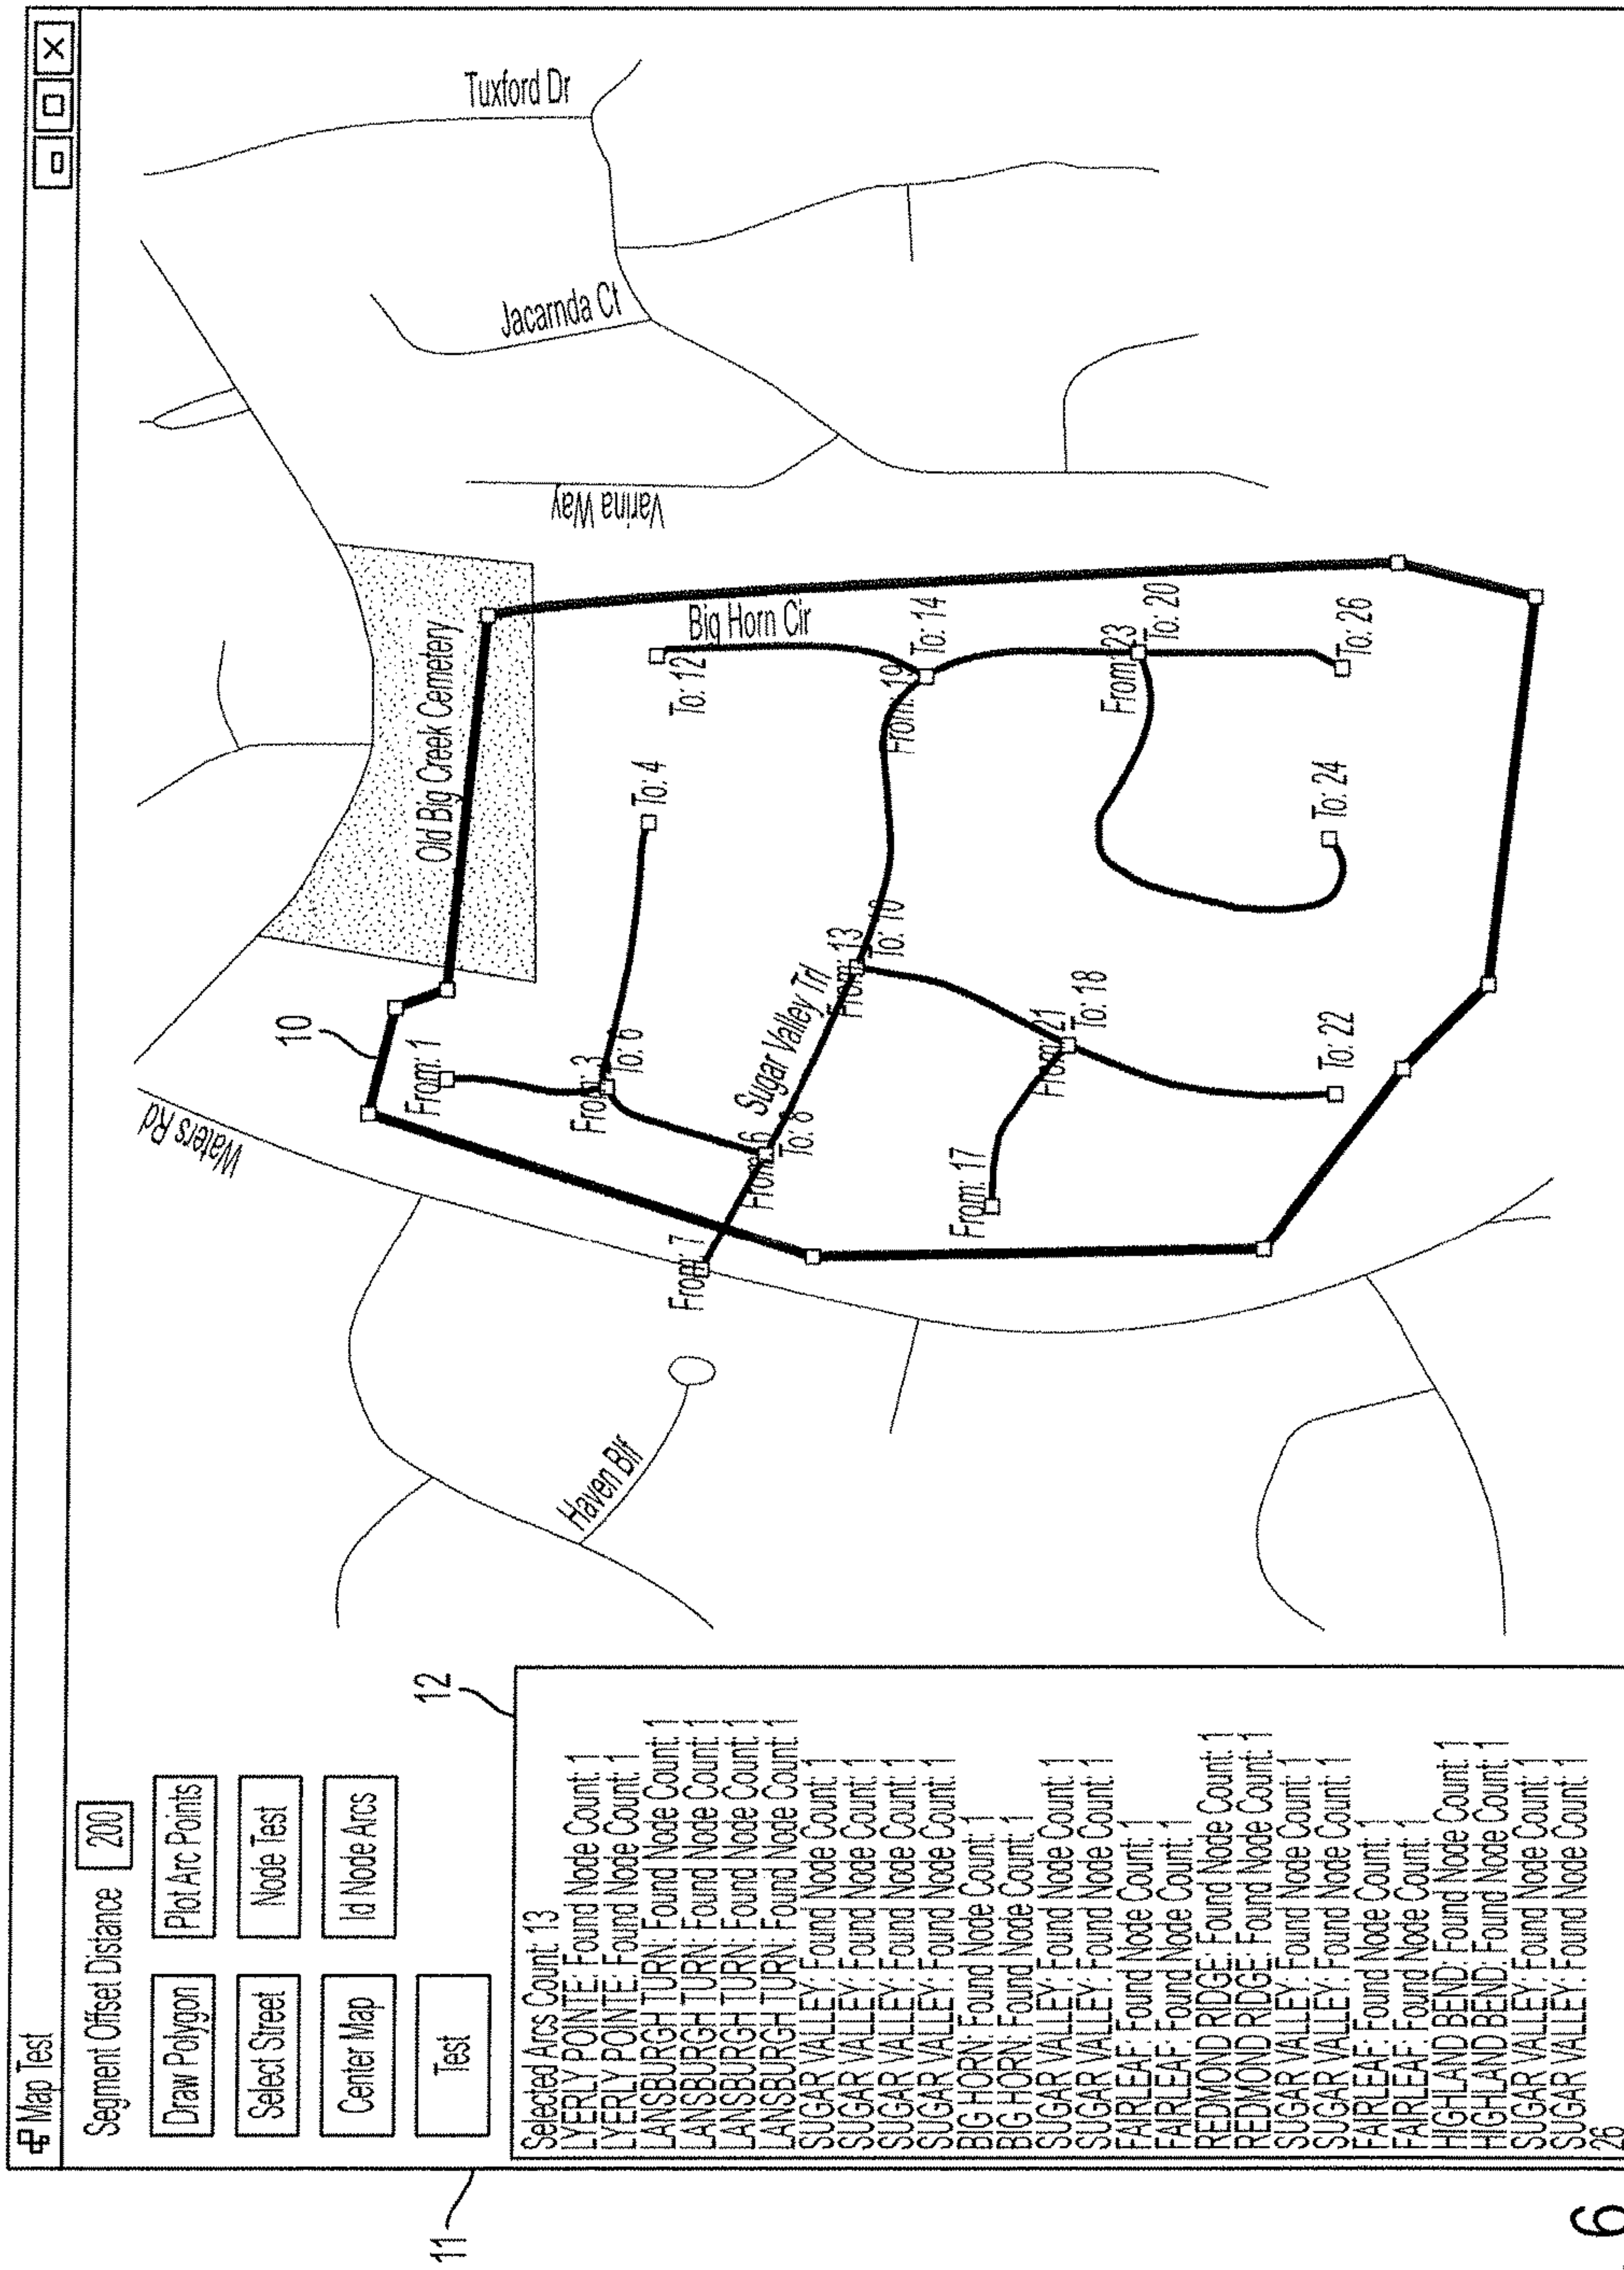 Map Test
Segment Offset Distance 200
Draw Polygon
Plot Arc Points
Select Street
Node Test
Center Map
Id Node Arcs
Test
11
12
Selected Arcs Count: 13
LYERLY POINTE: Found Node Count: 1
LYERLY POINTE: Found Node Count: 1
LANSBURGH TURN: Found Node Count: 1
LANSBURGH TURN: Found Node Count: 1
LANSBURGH TURN: Found Node Count: 1
LANSBURGH TURN: Found Node Count: 1
SUGAR VALLEY: Found Node Count: 1
SUGAR VALLEY: Found Node Count: 1
SUGAR VALLEY: Found Node Count: 1
SUGAR VALLEY: Found Node Count: 1
BIG HORN: Found Node Count: 1
BIG HORN: Found Node Count: 1
SUGAR VALLEY: Found Node Count: 1
SUGAR VALLEY: Found Node Count: 1
FAIRLEAF: Found Node Count: 1
FAIRLEAF: Found Node Count: 1
REDMOND RIDGE: Found Node Count: 1
REDMOND RIDGE: Found Node Count: 1
SUGAR VALLEY: Found Node Count: 1
SUGAR VALLEY: Found Node Count: 1
FAIRLEAF: Found Node Count: 1
FAIRLEAF: Found Node Count: 1
HIGHLAND BEND: Found Node Count: 1
HIGHLAND BEND: Found Node Count: 1
SUGAR VALLEY: Found Node Count: 1
SUGAR VALLEY: Found Node Count: 1
26
Waters Rd
10
Old Big Creek Cemetery
Tuxford Dr
Jacarnda Ct
Varina Way
Haven Blf
From: 1
From: 3
To: 6
To: 4
To: 12
Big Horn Cir
From: 7
To: 8
Sugar Valley Trl
From: 13
To: 10
From: 19
To: 14
From: 17
From: 21
To: 18
From: 23
To: 20
To: 22
To: 24
To: 26
6